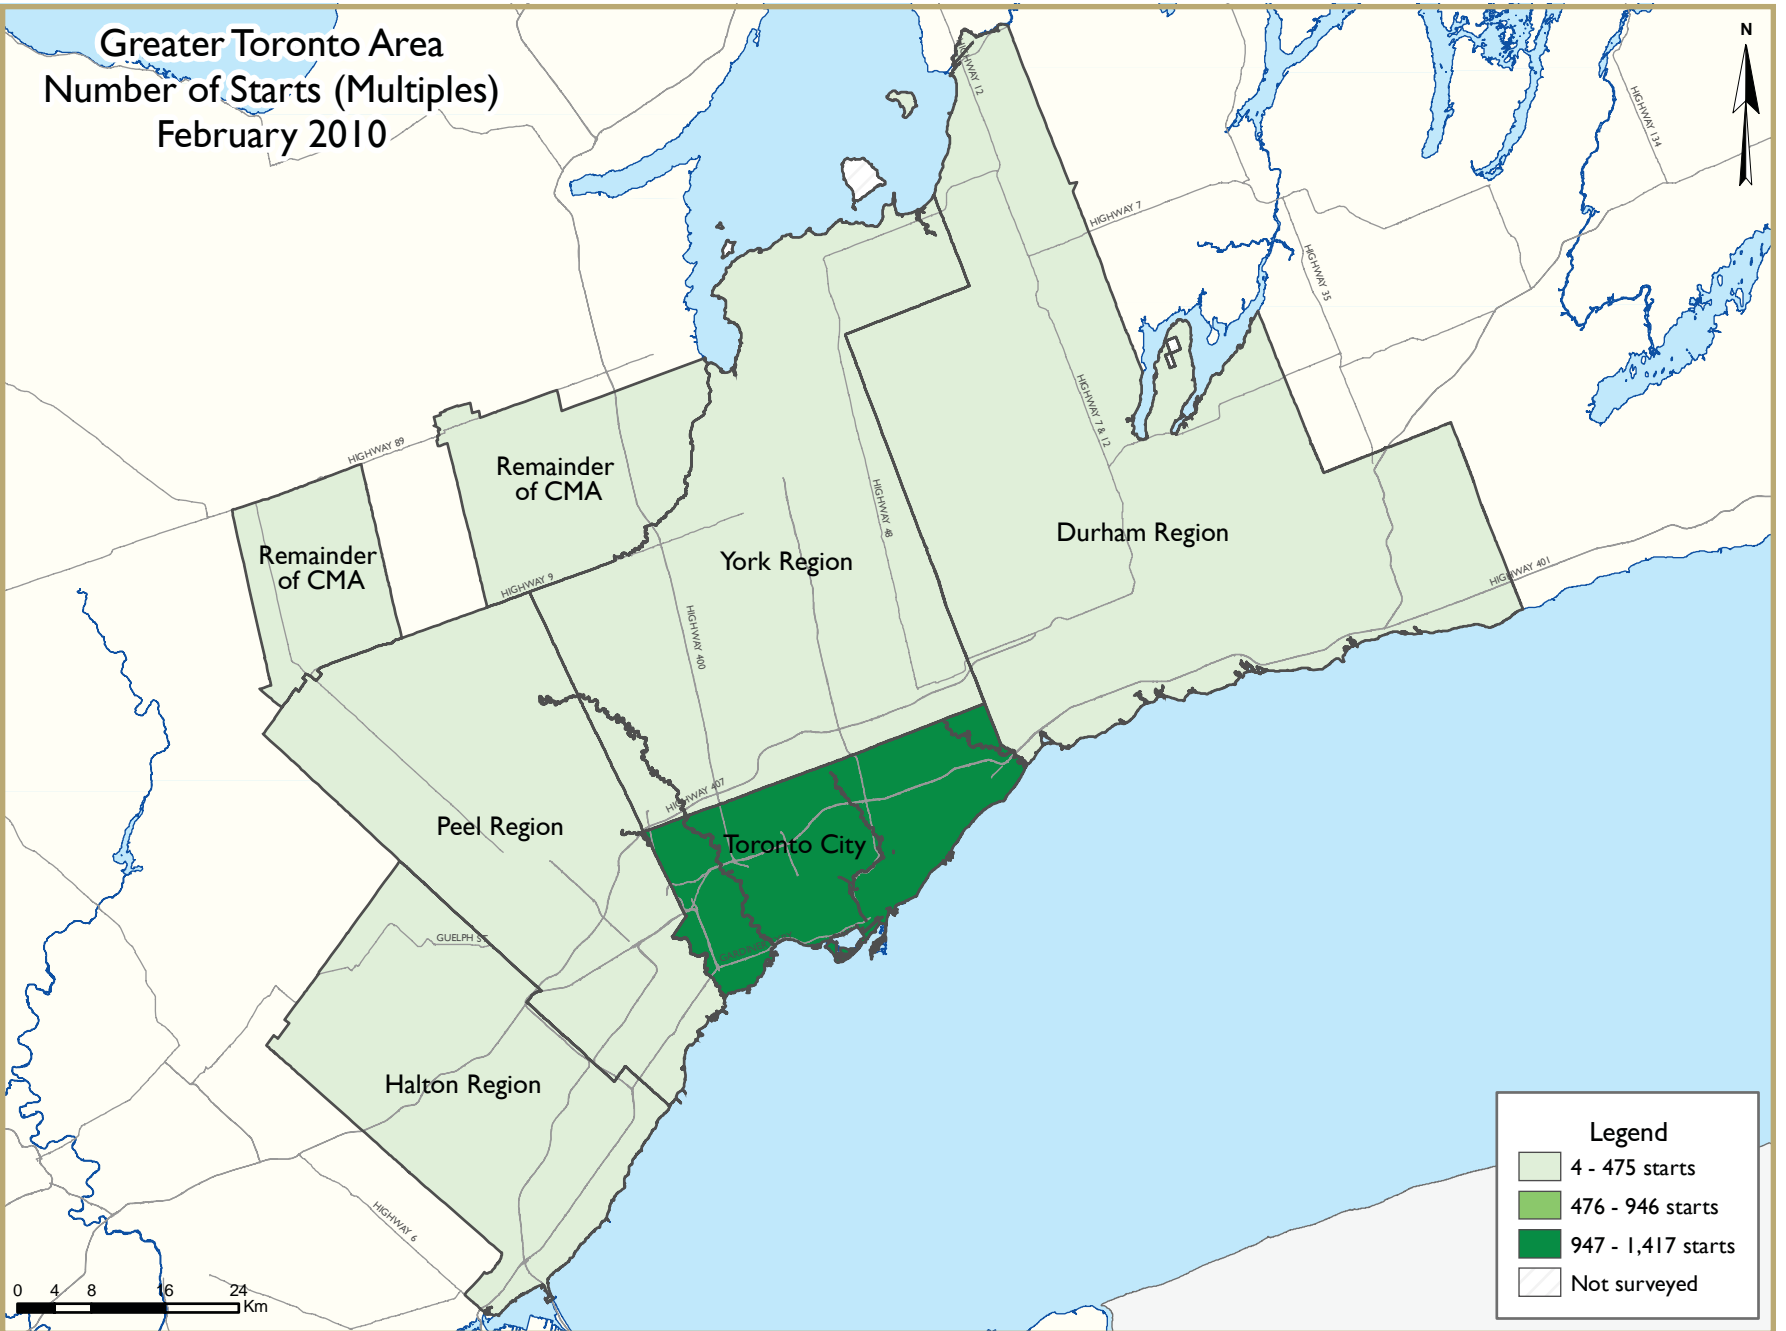 Greater Toronto Area
Number of Starts (Multiples)
February 2010
N
HIGHWAY 12
HIGHWAY 134
HIGHWAY 7
HIGHWAY 35
HIGHWAY 7 & 12
HIGHWAY 89
Remainder
of CMA
Remainder
of CMA
HIGHWAY 48
York Region
Durham Region
HIGHWAY 9
HIGHWAY 401
HIGHWAY 400
HIGHWAY 407
Peel Region
Toronto City
GUELPH ST
Halton Region
HIGHWAY 6
Legend
4 - 475 starts
476 - 946 starts
947 - 1,417 starts
Not surveyed
0 4 8 16 24
Km